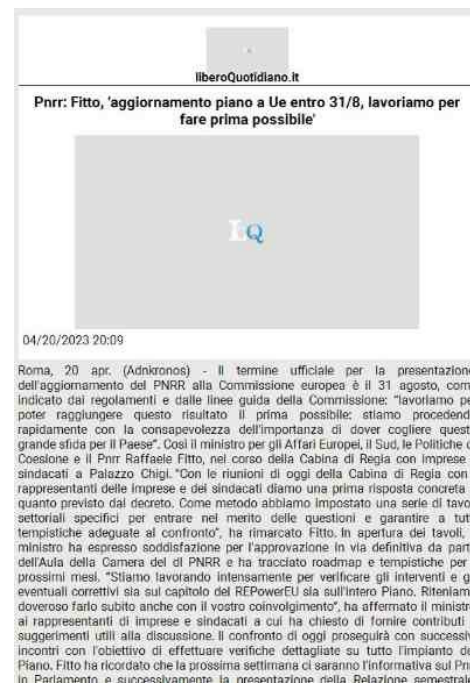 liberoQuotidiano.it
Pnrr: Fitto, 'aggiornamento piano a Ue entro 31/8, lavoriamo per
fare prima possibile'
LQ
04/20/2023 20:09
Roma, 20 apr. (Adnkronos) - Il termine ufficiale per la presentazione
dell'aggiornamento del PNRR alla Commissione europea è il 31 agosto, com
indicato dai regolamenti e dalle linee guida della Commissione: "lavoriamo pe
poter raggiungere questo risultato il prima possibile: stiamo procedend
rapidamente con la consapevolezza dell'importanza di dover cogliere quest
grande sfida per il Paese". Così il ministro per gli Affari Europei, il Sud, le Politiche d
Coesione e il Pnrr Raffaele Fitto, nel corso della Cabina di Regia con Imprese
sindacati a Palazzo Chigi. "Con le riunioni di oggi della Cabina di Regia con
rappresentanti delle imprese e dei sindacati diamo una prima risposta concreta
quanto previsto dal decreto. Come metodo abbiamo impostato una serie di tavo
settoriali specifici per entrare nel merito delle questioni e garantire a tut
tempistiche adeguate al confronto", ha rimarcato Fitto. In apertura dei tavoli,
ministro ha espresso soddisfazione per l'approvazione in via definitiva da part
dell'Aula della Camera del dl PNRR e ha tracciato roadmap e tempistiche per
prossimi mesi. "Stiamo lavorando intensamente per verificare gli interventi e g
eventuali correttivi sia sul capitolo del REPowerEU sia sull'intero Piano. Riteniam
doveroso farlo subito anche con il vostro coinvolgimento", ha affermato il ministr
ai rappresentanti di imprese e sindacati a cui ha chiesto di fornire contributi
suggerimenti utili alla discussione. Il confronto di oggi proseguirà con successiv
incontri con l'obiettivo di effettuare verifiche dettagliate su tutto l'impianto de
Piano. Fitto ha ricordato che la prossima settimana ci saranno l'informativa sul Pnr
in Parlamento e successivamente la presentazione della Relazione semestrale